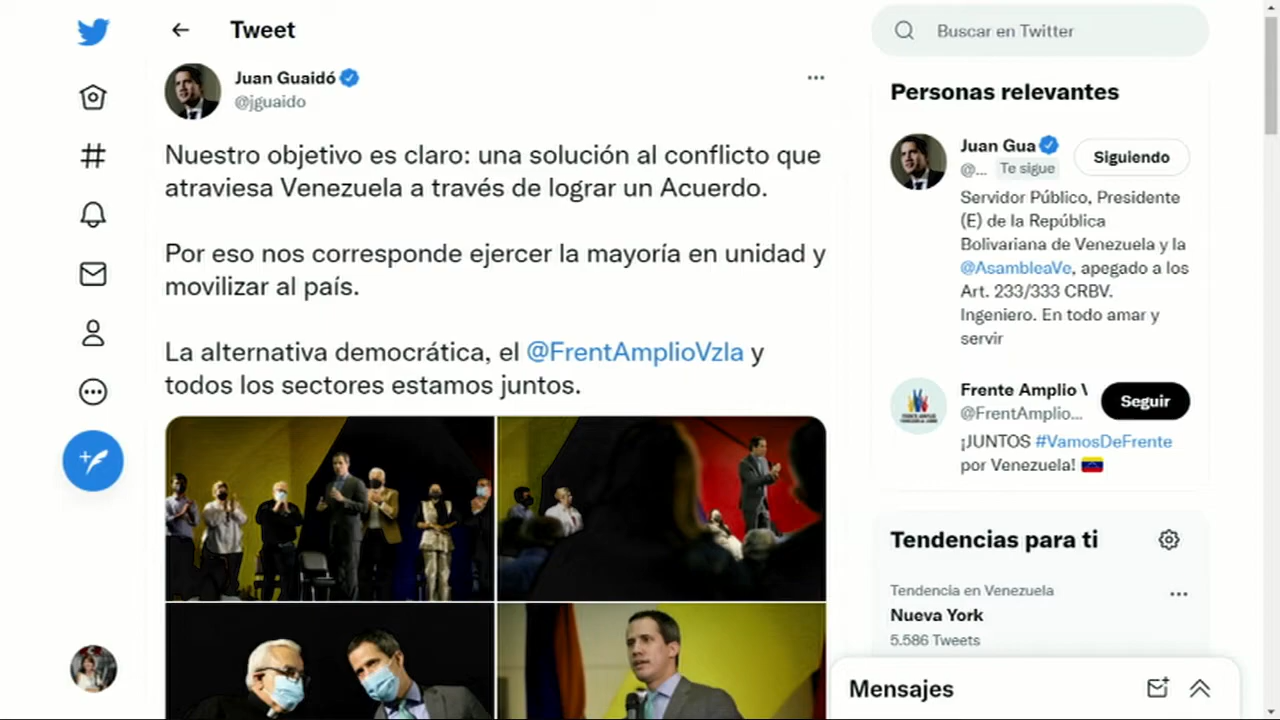 Tweet
Juan Guaidó
@jguaido
Nuestro objetivo es claro: una solución al conflicto que
atraviesa Venezuela a través de lograr un Acuerdo.
Por eso nos corresponde ejercer la mayoría en unidad y
movilizar al país.
La alternativa democrática, el @FrentAmplioVzla y
todos los sectores estamos juntos.
Buscar en Twitter
Personas relevantes
Juan Gua
Siguiendo
@... Te sigue
Servidor Público, Presidente
(E) de la República
Bolivariana de Venezuela y la
@AsambleaVe, apegado a los
Art. 233/333 CRBV.
Ingeniero. En todo amar y
servir
Frente Amplio \
Seguir
@FrentAmplio...
¡JUNTOS #VamosDeFrente
por Venezuela!
Tendencias para ti
Tendencia en Venezuela
Nueva York
5.586 Tweets
Mensajes